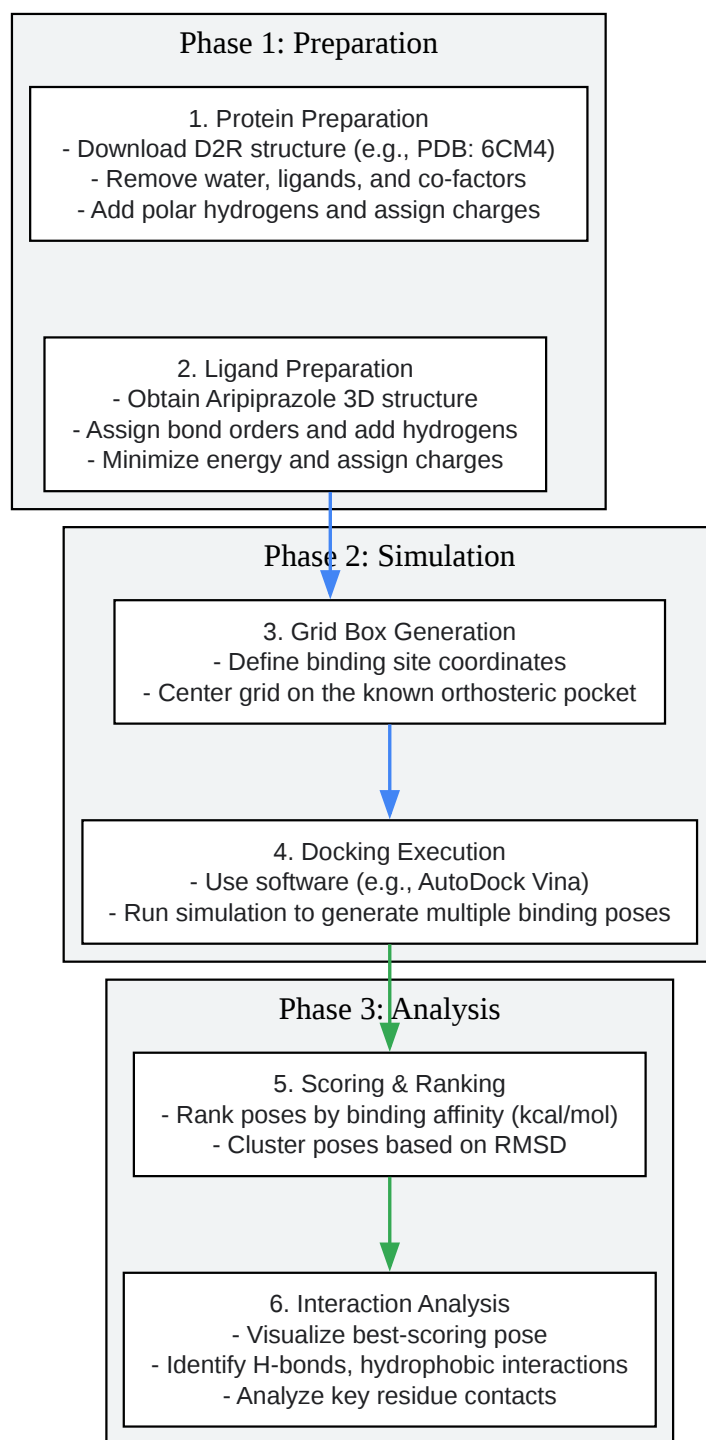 Phase 1: Preparation
1. Protein Preparation
- Download D2R structure (e.g., PDB: 6CM4)
- Remove water, ligands, and co-factors
- Add polar hydrogens and assign charges
2. Ligand Preparation
- Obtain Aripiprazole 3D structure
- Assign bond orders and add hydrogens
- Minimize energy and assign charges
Phase 2: Simulation
3. Grid Box Generation
- Define binding site coordinates
- Center grid on the known orthosteric pocket
4. Docking Execution
- Use software (e.g., AutoDock Vina)
- Run simulation to generate multiple binding poses
Phase 3: Analysis
5. Scoring & Ranking
- Rank poses by binding affinity (kcal/mol)
- Cluster poses based on RMSD
6. Interaction Analysis
- Visualize best-scoring pose
- Identify H-bonds, hydrophobic interactions
- Analyze key residue contacts